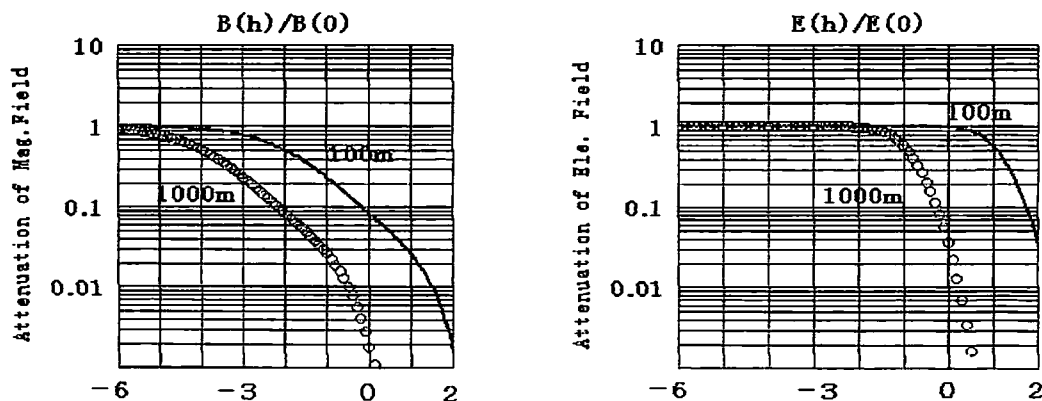 B(h)/B(0)
Attenuation of Mag.Field
10
1
0.1
0.01
100m
1000m
-6
-3
0
2
E(h)/E(0)
Attenuation of Ele. Field
10
1
0.1
0.01
100m
1000m
-6
-3
0
2